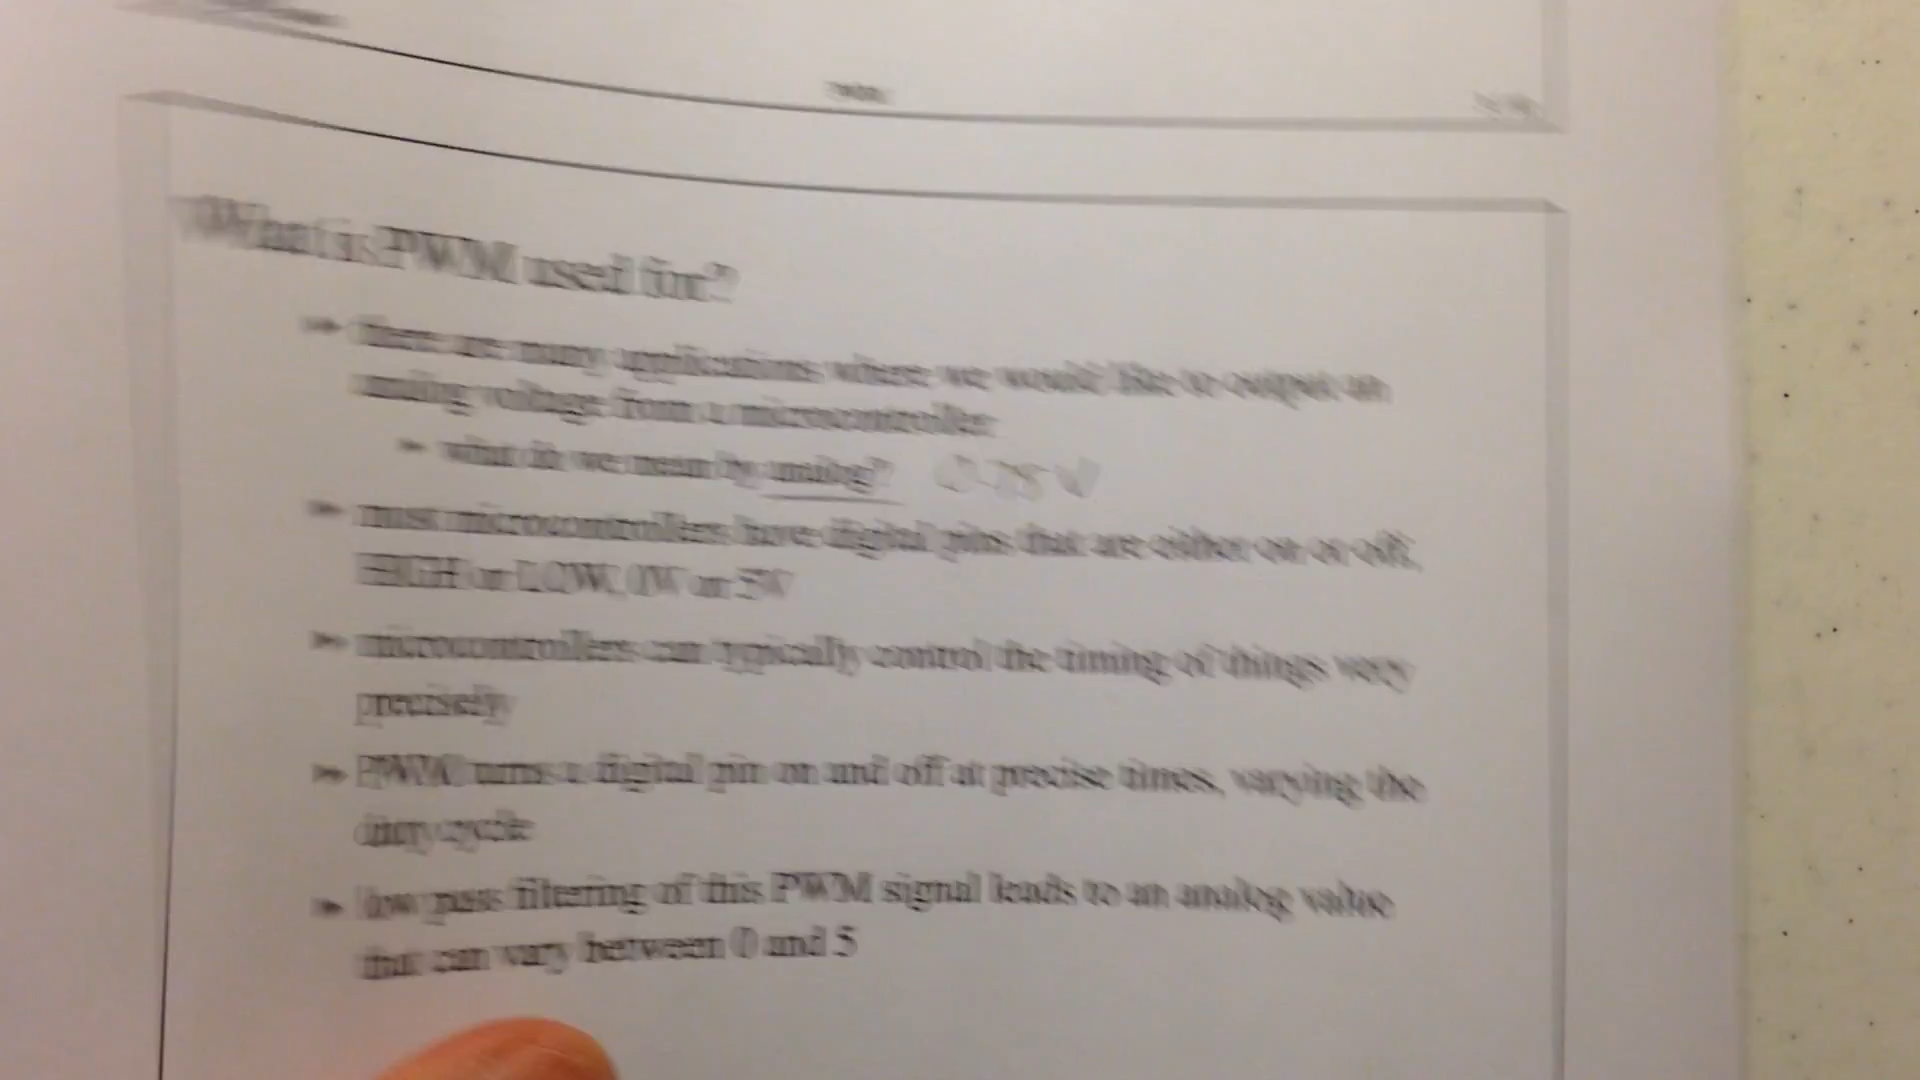 What is PWM used for?
there are many applications where we would like to output an
analog voltage from a microcontroller
what do we mean by analog?
most microcontrollers have digital pins that are either on or off,
HIGH or LOW, 0V or 5V
microcontrollers can typically control the timing of things very
precisely
PWM turns a digital pin on and off at precise times, varying the
duty cycle
low pass filtering of this PWM signal leads to an analog value
that can vary between 0 and 5